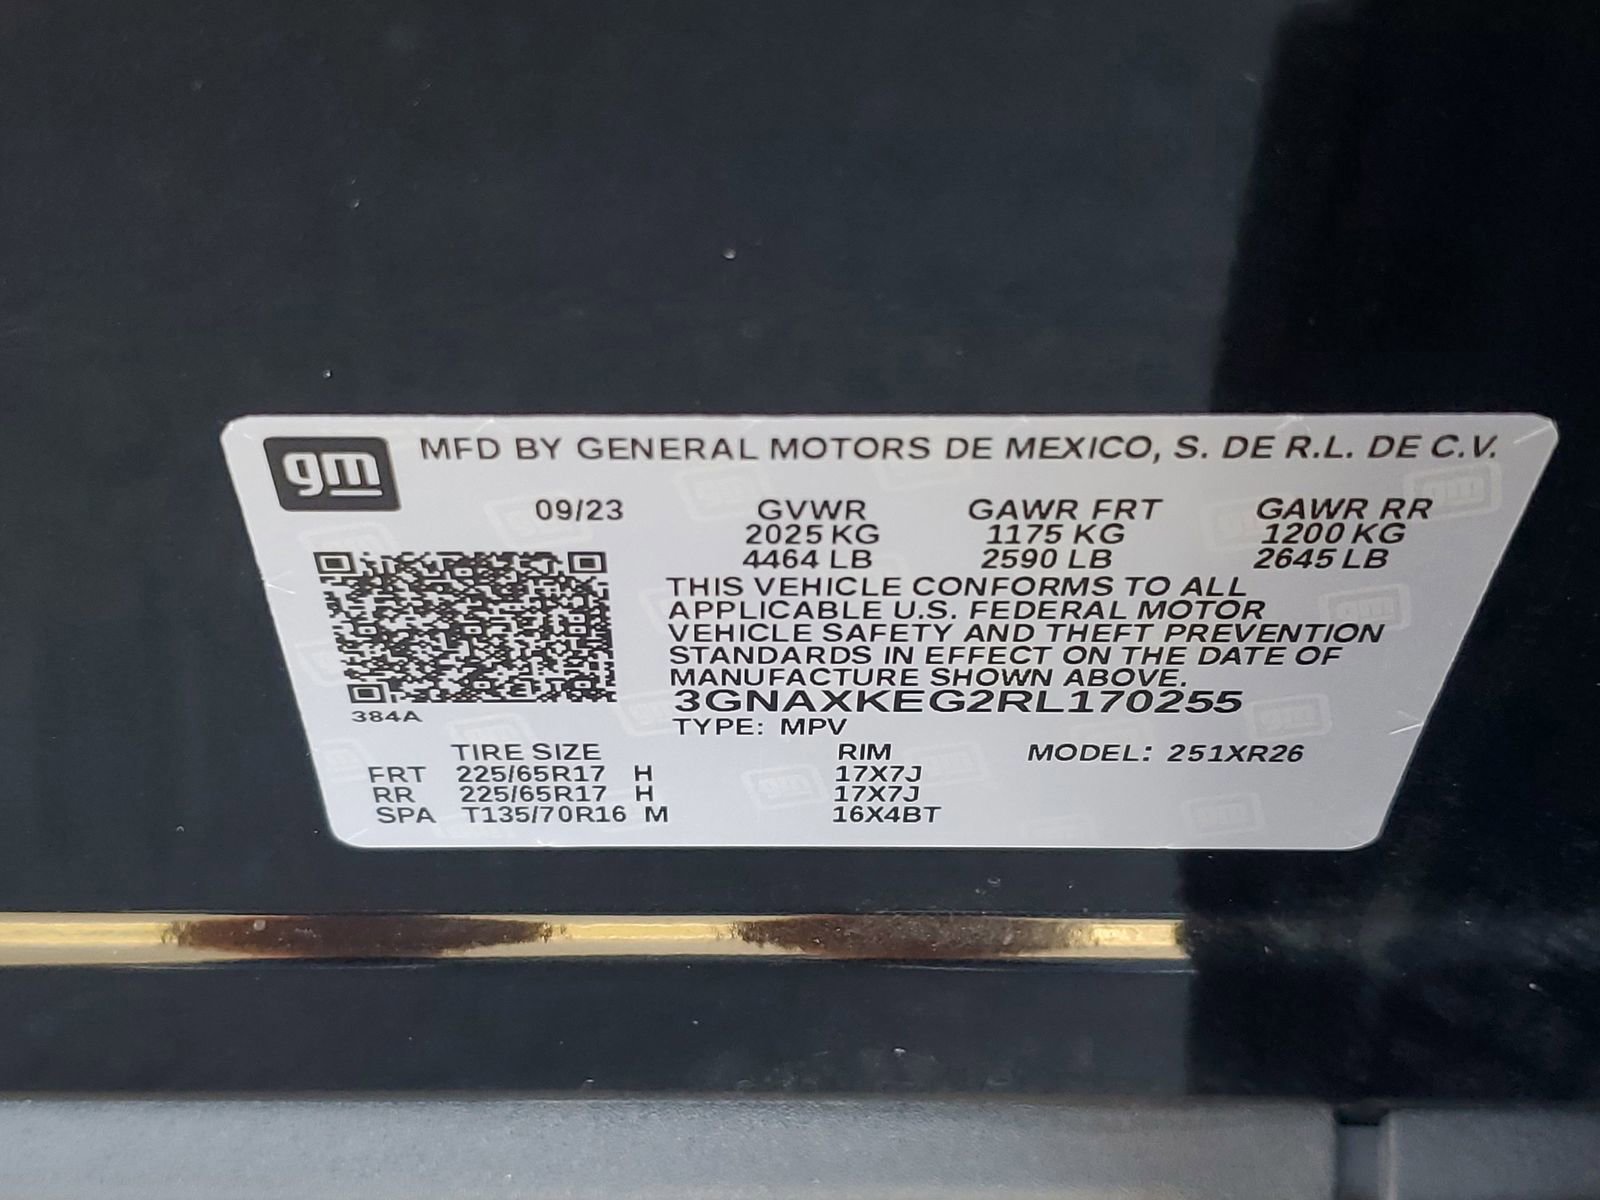 gm MFD BY GENERAL MOTORS DE MEXICO, S. DE R.L. DE C.V.
09/23 GVWR GAWR FRT GAWR RR
2025 KG 1175 KG 1200 KG
4464 LB 2590 LB 2645 LB
THIS VEHICLE CONFORMS TO ALL
APPLICABLE U.S. FEDERAL MOTOR
VEHICLE SAFETY AND THEFT PREVENTION
STANDARDS IN EFFECT ON THE DATE OF
MANUFACTURE SHOWN ABOVE.
3GNAXKEG2RL170255
384A
TYPE: MPV
TIRE SIZE RIM MODEL: 251XR26
FRT 225/65R17 H 17X7J
RR 225/65R17 H 17X7J
SPA T135/70R16 M 16X4BT